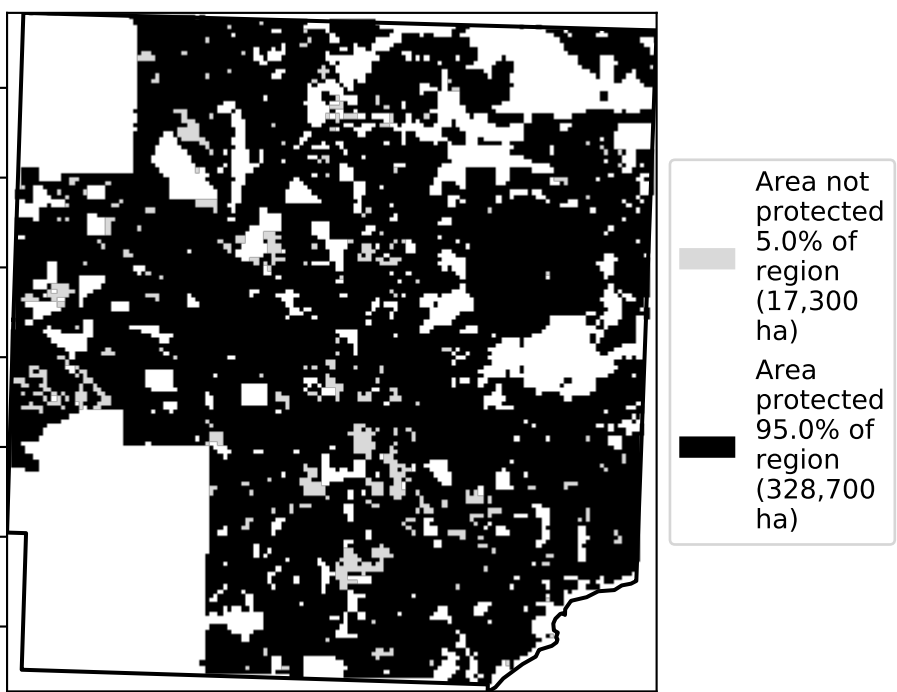 Area not
protected
5.0% of
region
(17,300
ha)
Area
protected
95.0% of
region
(328,700
ha)